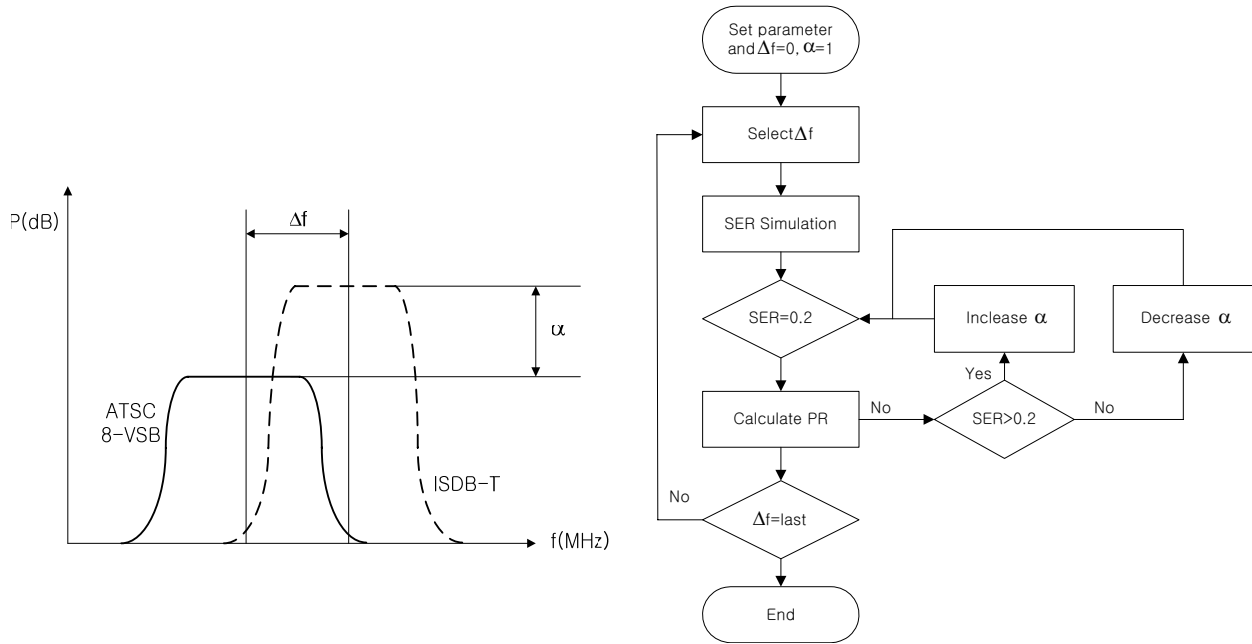 P(dB)
Δf
α
ATSC
8-VSB
ISDB-T
f(MHz)
Set parameter
and Δf=0, α=1
Select Δf
SER Simulation
SER=0.2
Inclease α
Decrease α
Yes
Calculate PR
No
SER>0.2
No
No
Δf=last
End